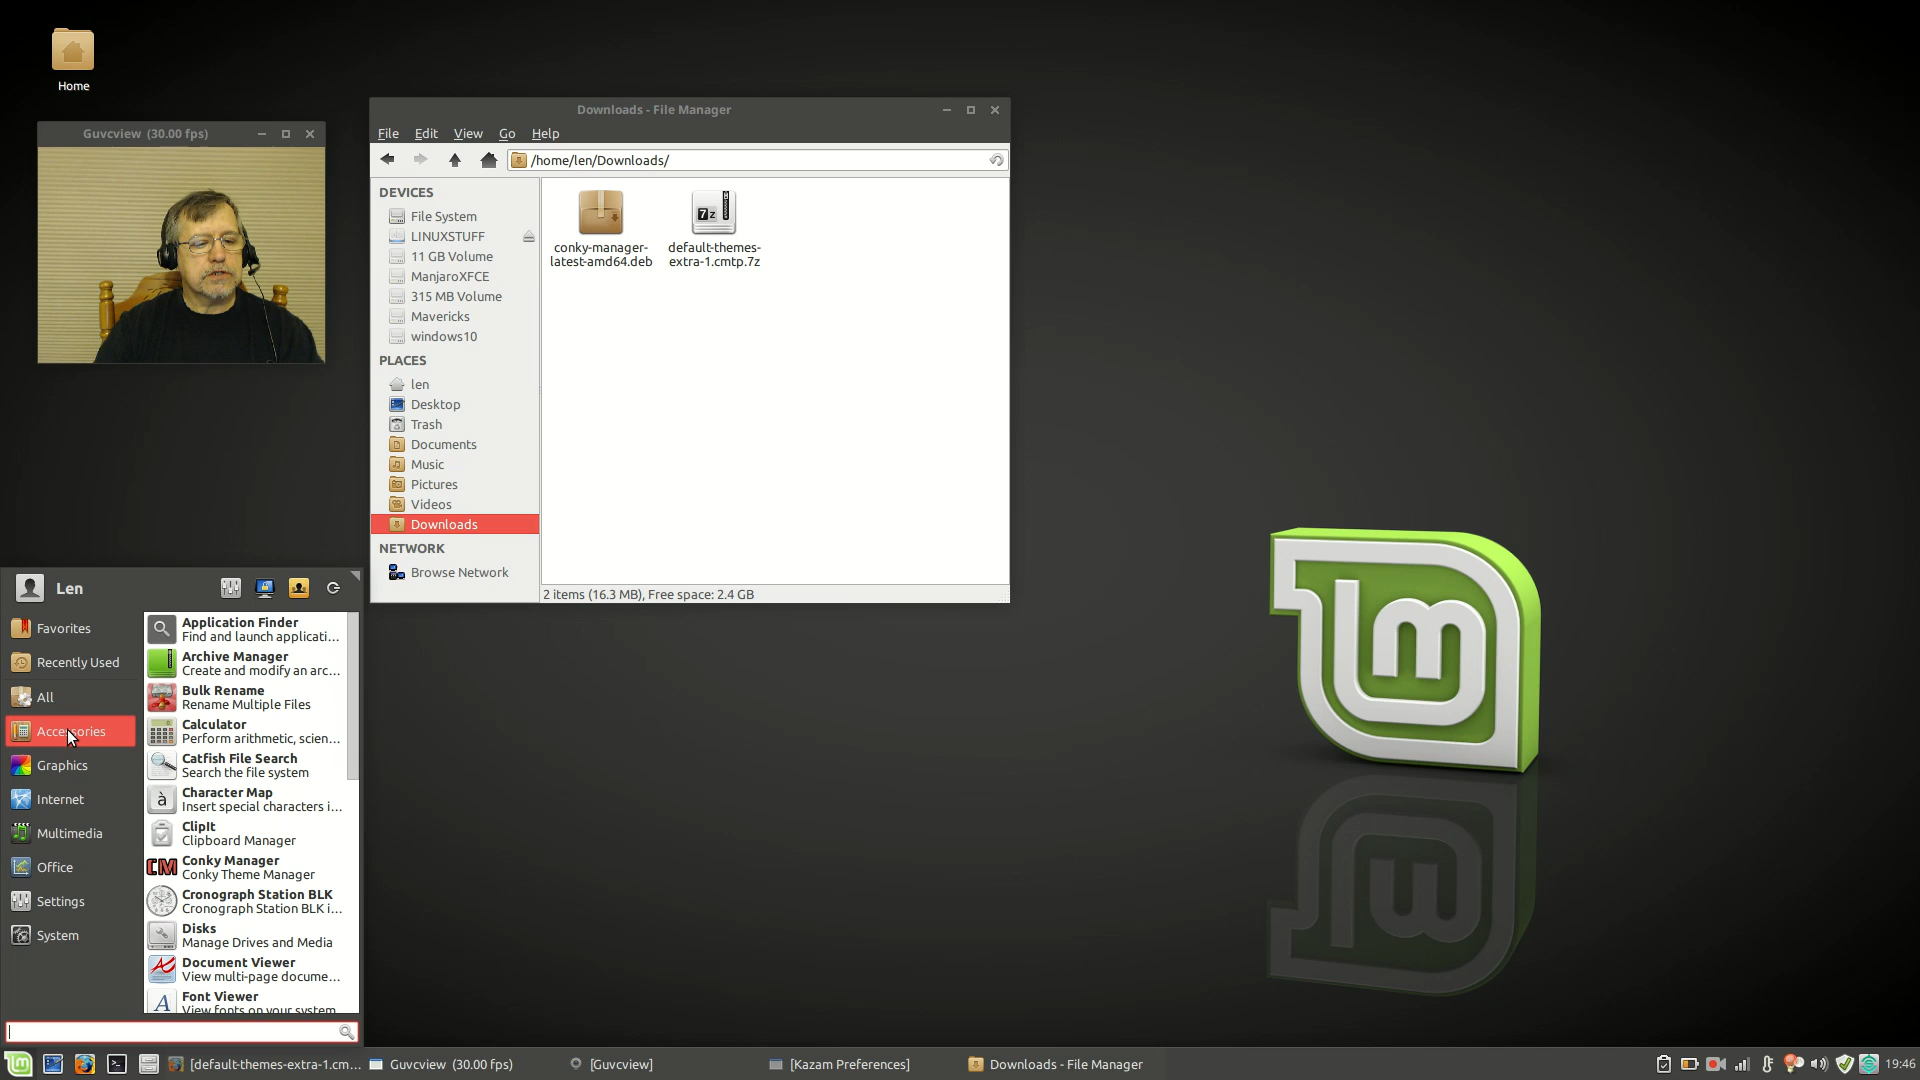 Home
Guvcview (30.00 fps)
Downloads - File Manager
File Edit View Go Help
/home/len/Downloads/
DEVICES
File System
LINUXSTUFF
11 GB Volume
ManjaroXFCE
315 MB Volume
Mavericks
windows10
PLACES
len
Desktop
Trash
Documents
Music
Pictures
Videos
Downloads
NETWORK
Browse Network
conky-manager-
latest-amd64.deb
7z
default-themes-
extra-1.cmtp.7z
2 items (16.3 MB), Free space: 2.4 GB
Len
Favorites
Recently Used
All
Accessories
Graphics
Internet
Multimedia
Office
Settings
System
Application Finder
Find and launch applicati...
Archive Manager
Create and modify an arc...
Bulk Rename
Rename Multiple Files
Calculator
Perform arithmetic, scien...
Catfish File Search
Search the file system
à
Character Map
Insert special characters i...
ClipIt
Clipboard Manager
CM
Conky Manager
Conky Theme Manager
Cronograph Station BLK
Cronograph Station BLK i...
Disks
Manage Drives and Media
Document Viewer
View multi-page docume...
A
Font Viewer
View fonts on your system
lm
[default-themes-extra-1.cm...
Guvcview (30.00 fps)
[Guvcview]
[Kazam Preferences]
Downloads - File Manager
19:46